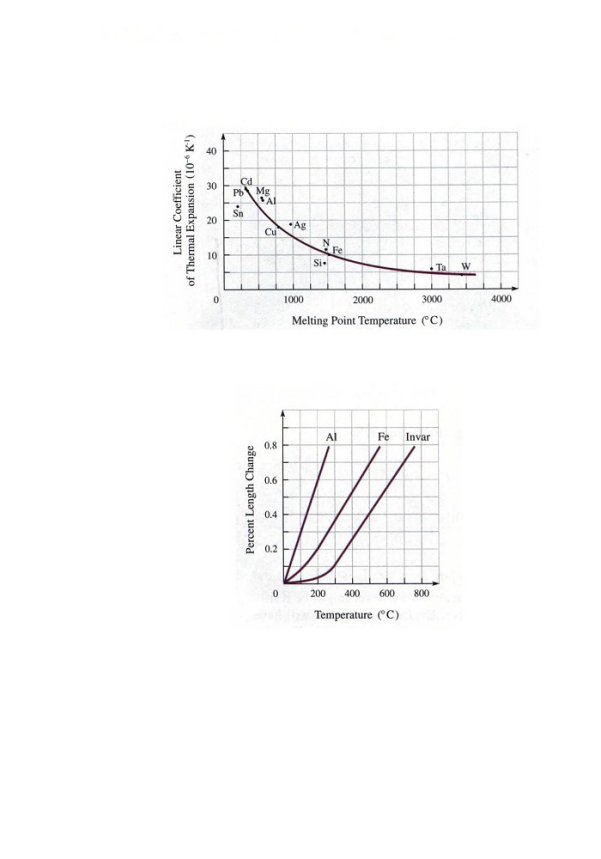 Linear Coefficient
of Thermal Expansion (10⁻⁶ K⁻¹)
40
30
20
10
0
Cd
Pb
Mg
Al
Sn
Cu
Ag
N
Fe
Si
Ta
W
1000
2000
3000
4000
Melting Point Temperature (°C)
Percent Length Change
Al
Fe
Invar
0.8
0.6
0.4
0.2
0
200
400
600
800
Temperature (°C)